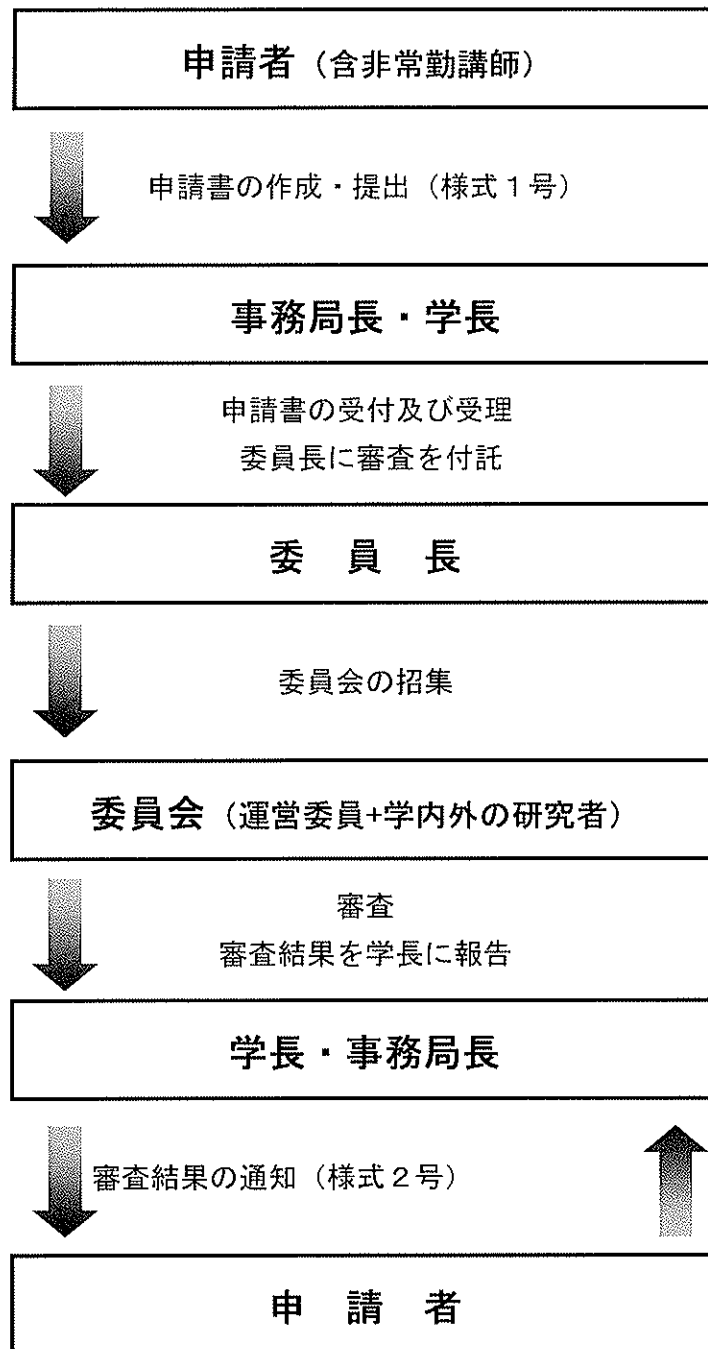 申請者（含非常勤講師）
申請書の作成・提出（様式１号）
事務局長・学長
申請書の受付及び受理
委員長に審査を付託
委　員　長
委員会の招集
委員会（運営委員+学内外の研究者）
審査
審査結果を学長に報告
学長・事務局長
審査結果の通知（様式２号）
申　請　者